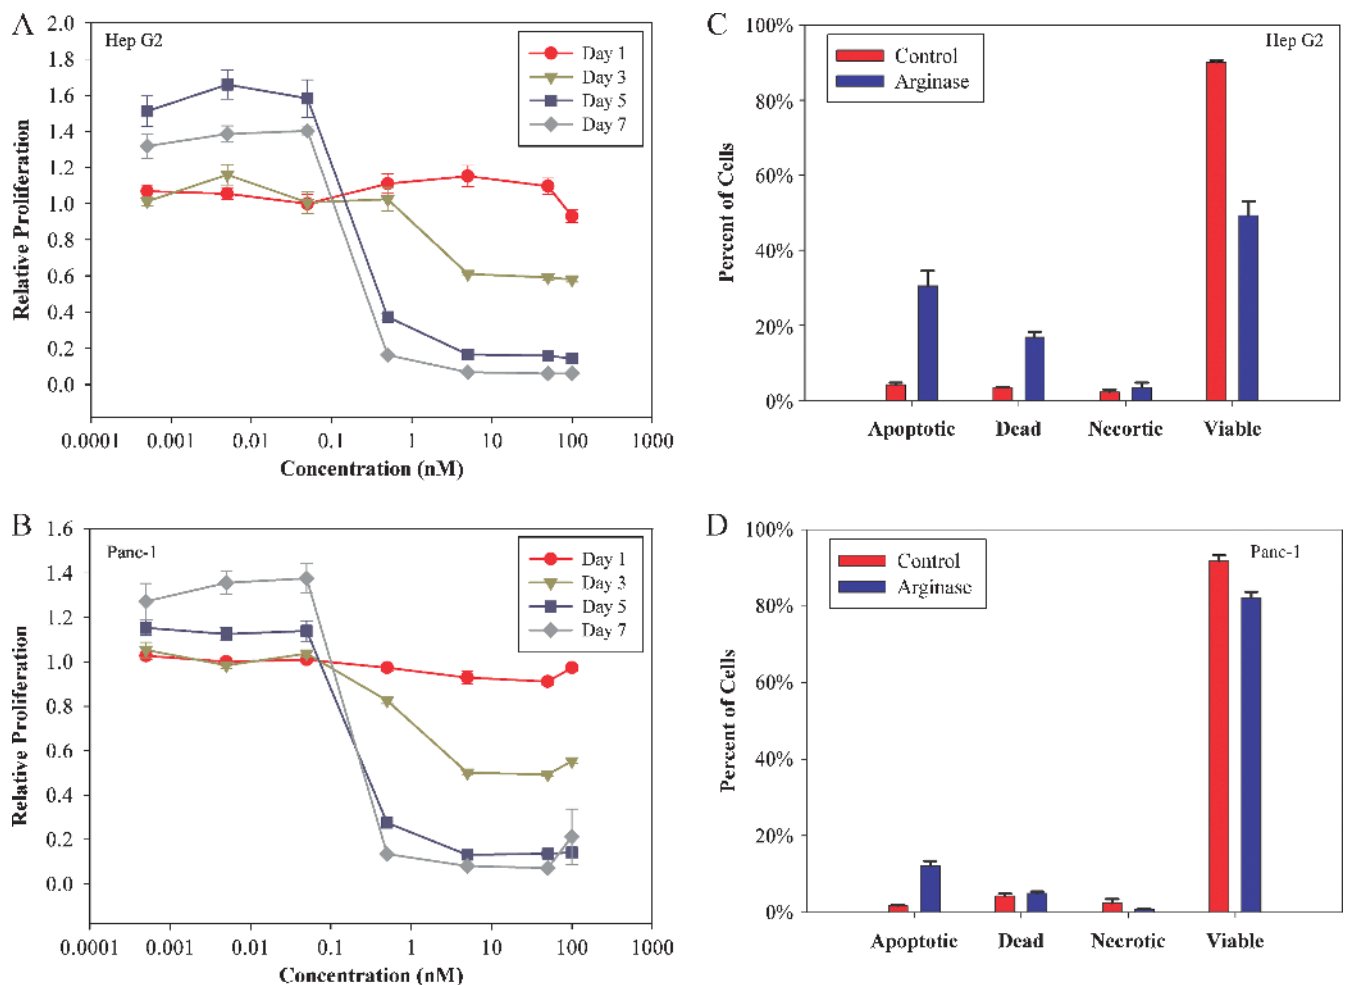 A
Hep G2
Day 1
Day 3
Day 5
Day 7
2.0
1.8
1.6
1.4
1.2
1.0
0.8
0.6
0.4
0.2
0.0
Relative Proliferation
0.0001
0.001
0.01
0.1
1
10
100
1000
Concentration (nM)
C
Hep G2
Control
Arginase
100%
80%
60%
40%
20%
0%
Percent of Cells
Apoptotic
Dead
Necortic
Viable
B
Panc-1
Day 1
Day 3
Day 5
Day 7
1.6
1.4
1.2
1.0
0.8
0.6
0.4
0.2
0.0
Relative Proliferation
0.0001
0.001
0.01
0.1
1
10
100
1000
Concentration (nM)
D
Panc-1
Control
Arginase
100%
80%
60%
40%
20%
0%
Percent of Cells
Apoptotic
Dead
Necrotic
Viable